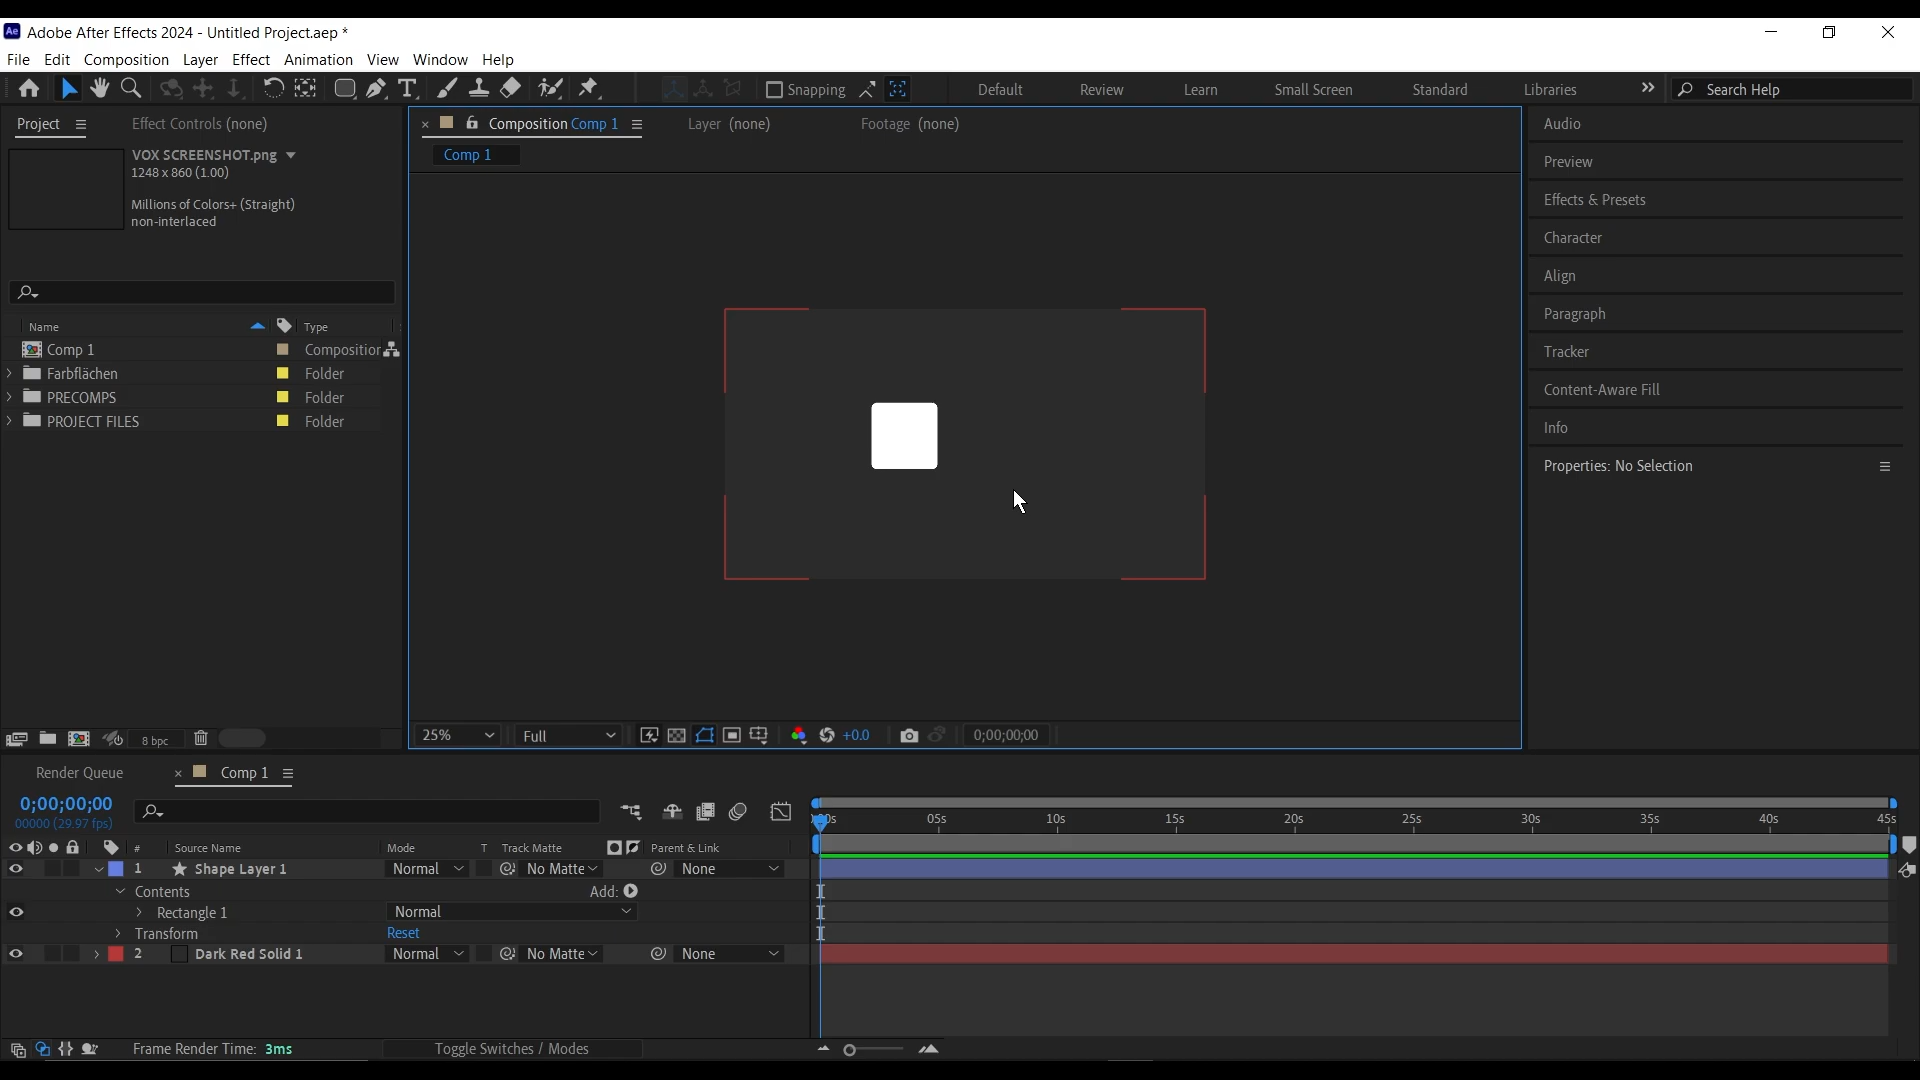 Ae Adobe After Effects 2024 - Untitled Project.aep *
File Edit Composition Layer Effect Animation View Window Help
Snapping Default Review Learn Small Screen Standard Libraries Search Help
Project Effect Controls (none)
VOX SCREENSHOT.png
1248 x 860 (1.00)
Millions of Colors+ (Straight)
non-interlaced
Name Type
Comp 1 Composition
Farbflächen Folder
PRECOMPS Folder
PROJECT FILES Folder
8 bpc
Composition Comp 1 Layer (none) Footage (none)
Comp 1
25% Full +0.0 0;00;00;00
Audio
Preview
Effects & Presets
Character
Align
Paragraph
Tracker
Content-Aware Fill
Info
Properties: No Selection
Render Queue Comp 1
0;00;00;00
00000 (29.97 fps)
05s 10s 15s 20s 25s 30s 35s 40s 45s
# Source Name Mode T Track Matte Parent & Link
1 Shape Layer 1 Normal No Matte None
Contents Add:
Rectangle 1 Normal
Transform Reset
2 Dark Red Solid 1 Normal No Matte None
Frame Render Time: 3ms Toggle Switches / Modes